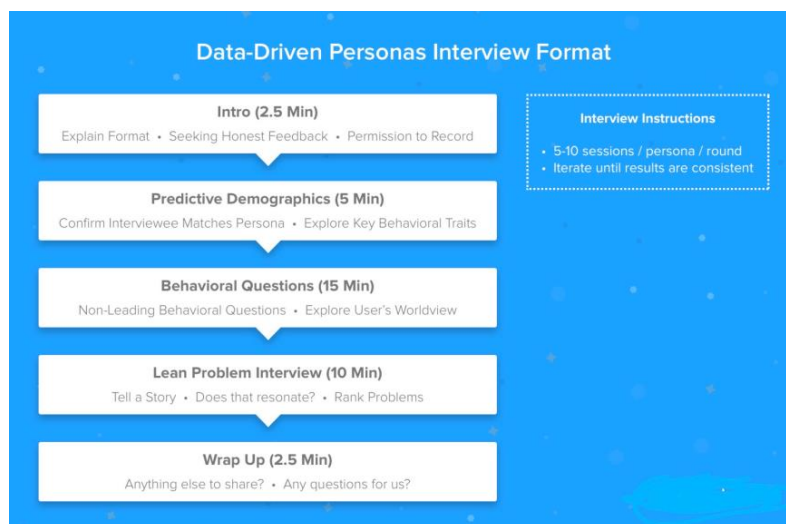 Data-Driven Personas Interview Format
Intro (2.5 Min)
Explain Format • Seeking Honest Feedback • Permission to Record
Predictive Demographics (5 Min)
Confirm Interviewee Matches Persona • Explore Key Behavioral Traits
Behavioral Questions (15 Min)
Non-Leading Behavioral Questions • Explore User's Worldview
Lean Problem Interview (10 Min)
Tell a Story • Does that resonate? • Rank Problems
Wrap Up (2.5 Min)
Anything else to share? • Any questions for us?
Interview Instructions
• 5-10 sessions / persona / round
• Iterate until results are consistent